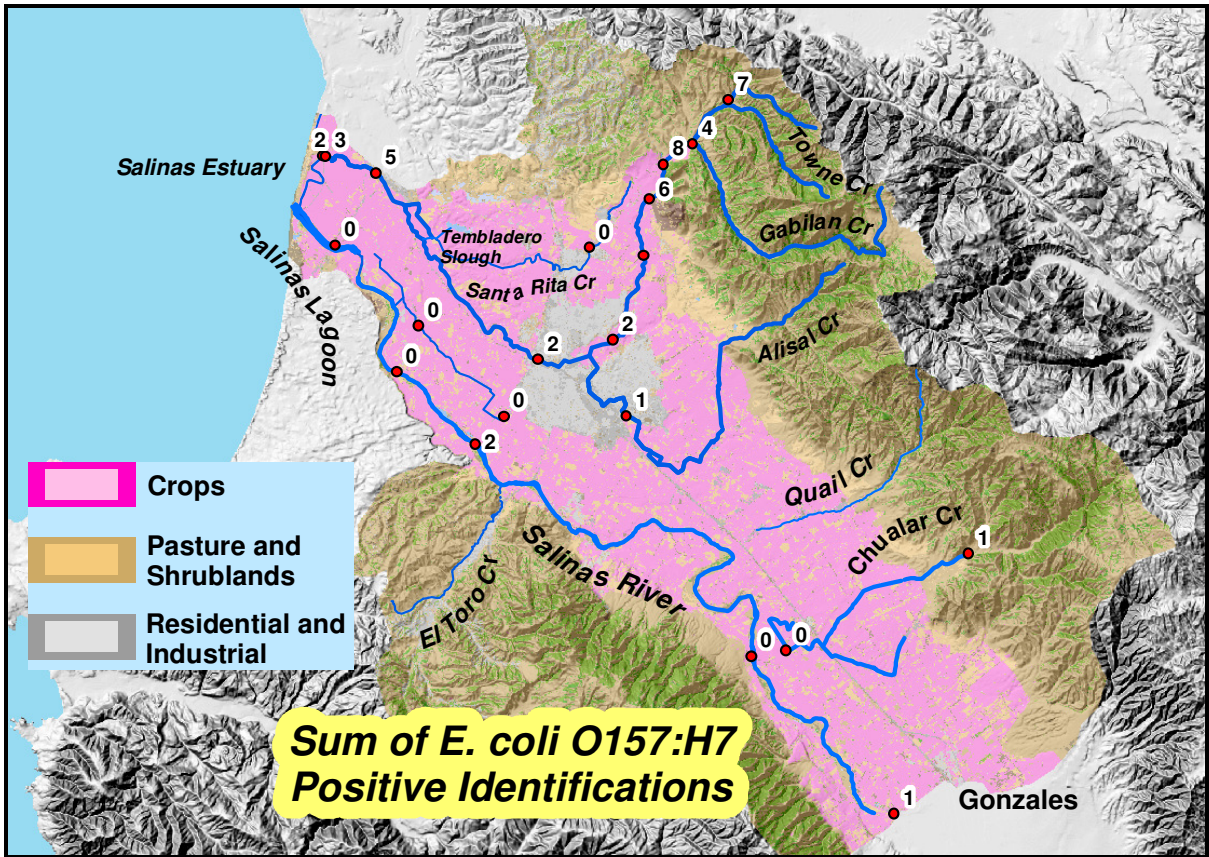 7
4
8
6
2 3
5
Salinas Estuary
Towne Cr
Gabilan Cr
0
0
Tembladero
Slough
Santa Rita Cr
Salinas Lagoon
0
2
2
Alisal Cr
0
0
1
2
Crops
Pasture and
Shrublands
Residential and
Industrial
Quail Cr
Chualar Cr
1
Salinas River
El Toro Cr
0
0
Sum of E. coli O157:H7
Positive Identifications
1
Gonzales